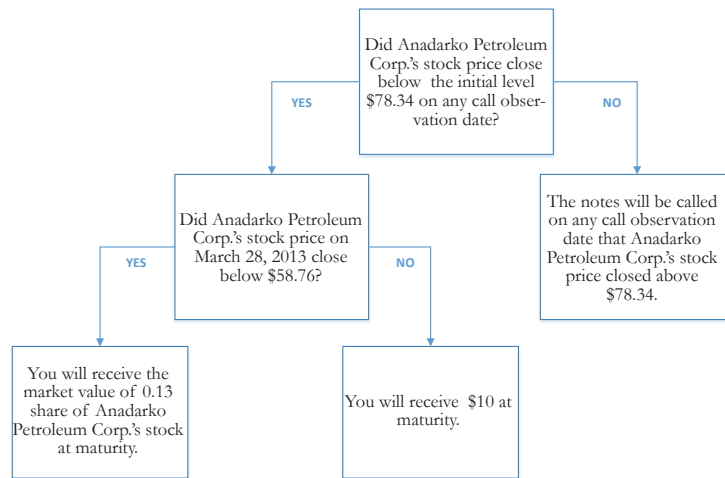 Did Anadarko Petroleum
Corp.'s stock price close
below the initial level
$78.34 on any call obser-
vation date?
YES
NO
Did Anadarko Petroleum
Corp.'s stock price on
March 28, 2013 close
below $58.76?
The notes will be called
on any call observation
date that Anadarko
Petroleum Corp.'s stock
price closed above
$78.34.
YES
NO
You will receive the
market value of 0.13
share of Anadarko
Petroleum Corp.'s stock
at maturity.
You will receive $10 at
maturity.